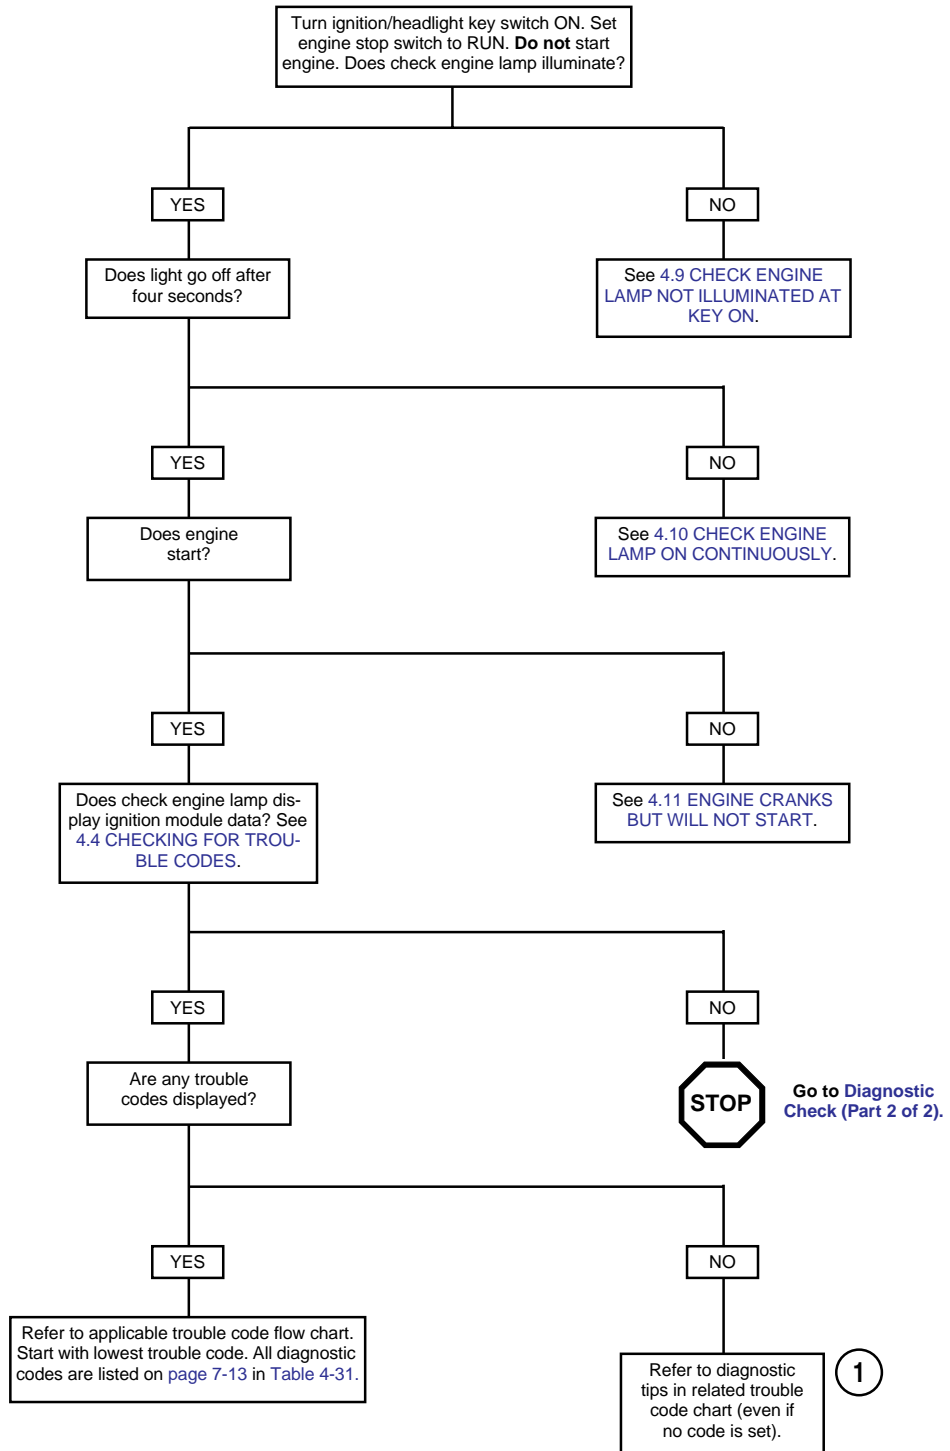 Turn ignition/headlight key switch ON. Set
engine stop switch to RUN. Do not start
engine. Does check engine lamp illuminate?
YES
NO
Does light go off after
four seconds?
See 4.9 CHECK ENGINE
LAMP NOT ILLUMINATED AT
KEY ON.
YES
NO
Does engine
start?
See 4.10 CHECK ENGINE
LAMP ON CONTINUOUSLY.
YES
NO
Does check engine lamp dis-
play ignition module data? See
4.4 CHECKING FOR TROU-
BLE CODES.
See 4.11 ENGINE CRANKS
BUT WILL NOT START.
YES
NO
Are any trouble
codes displayed?
STOP
Go to Diagnostic
Check (Part 2 of 2).
YES
NO
Refer to applicable trouble code flow chart.
Start with lowest trouble code. All diagnostic
codes are listed on page 7-13 in Table 4-31.
Refer to diagnostic
tips in related trouble
code chart (even if
no code is set).
1